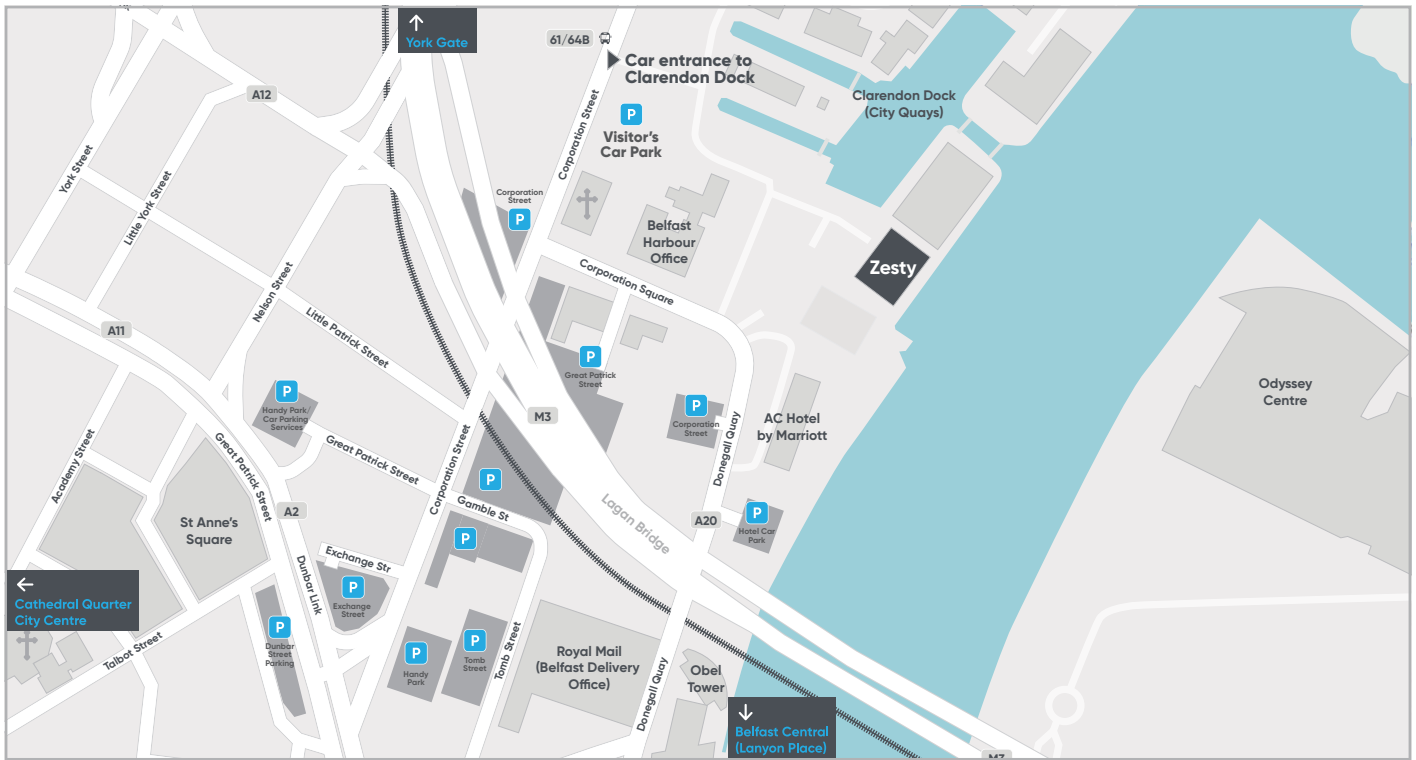 York Gate
61/64B
Car entrance to
Clarendon Dock
P
Visitor's
Car Park
Clarendon Dock
(City Quays)
A12
Corporation Street
York Street
Little York Street
Corporation
Street
P
Belfast
Harbour
Office
Zesty
Corporation Square
Nelson Street
Little Patrick Street
A11
P
Great Patrick
Street
P
Handy Park/
Car Parking
Services
M3
P
Corporation
Street
Donegall Quay
AC Hotel
by Marriott
Odyssey
Centre
Academy Street
Great Patrick Street
Great Patrick Street
Corporation Street
P
Gamble St
Lagan Bridge
A2
A20
P
Hotel Car
Park
St Anne's
Square
P
Exchange Str
Dunbar Link
P
Exchange
Street
Cathedral Quarter
City Centre
P
Dunbar
Street
Parking
Talbot Street
P
Handy
Park
P
Tomb
Street
Tomb Street
Royal Mail
(Belfast Delivery
Office)
Donegall Quay
Obel
Tower
Belfast Central
(Lanyon Place)